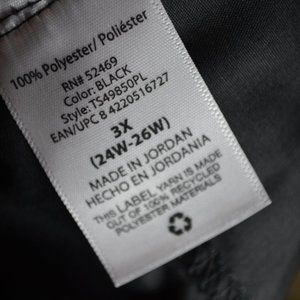 100% Polyester/ Poliéster
RN# 52469
Color: BLACK
Style: TS49850PL
EAN/UPC 8 4220516727
3X
(24W-26W)
MADE IN JORDAN
HECHO EN JORDANIA
THIS LABEL YARN IS MADE
OUT OF 100% RECYCLED
POLYESTER MATERIALS